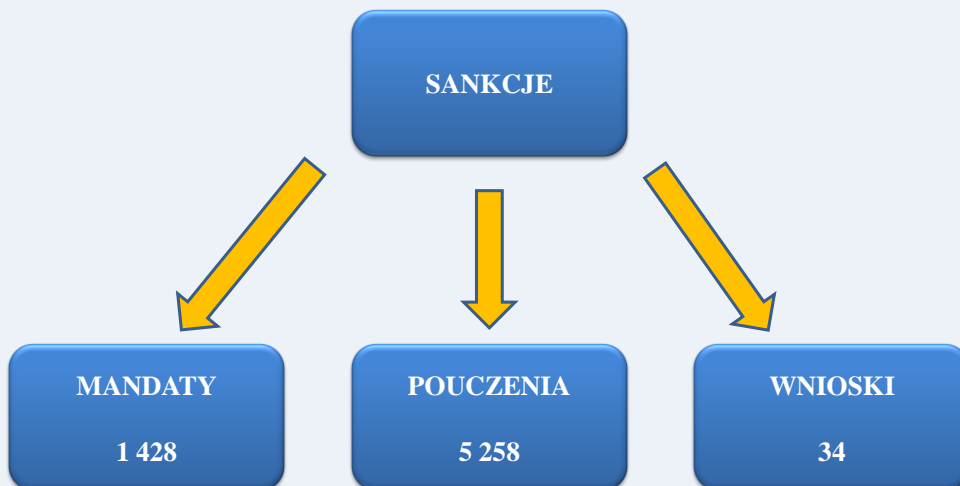 SANKCJE
MANDATY
1 428
POUCZENIA
5 258
WNIOSKI
34